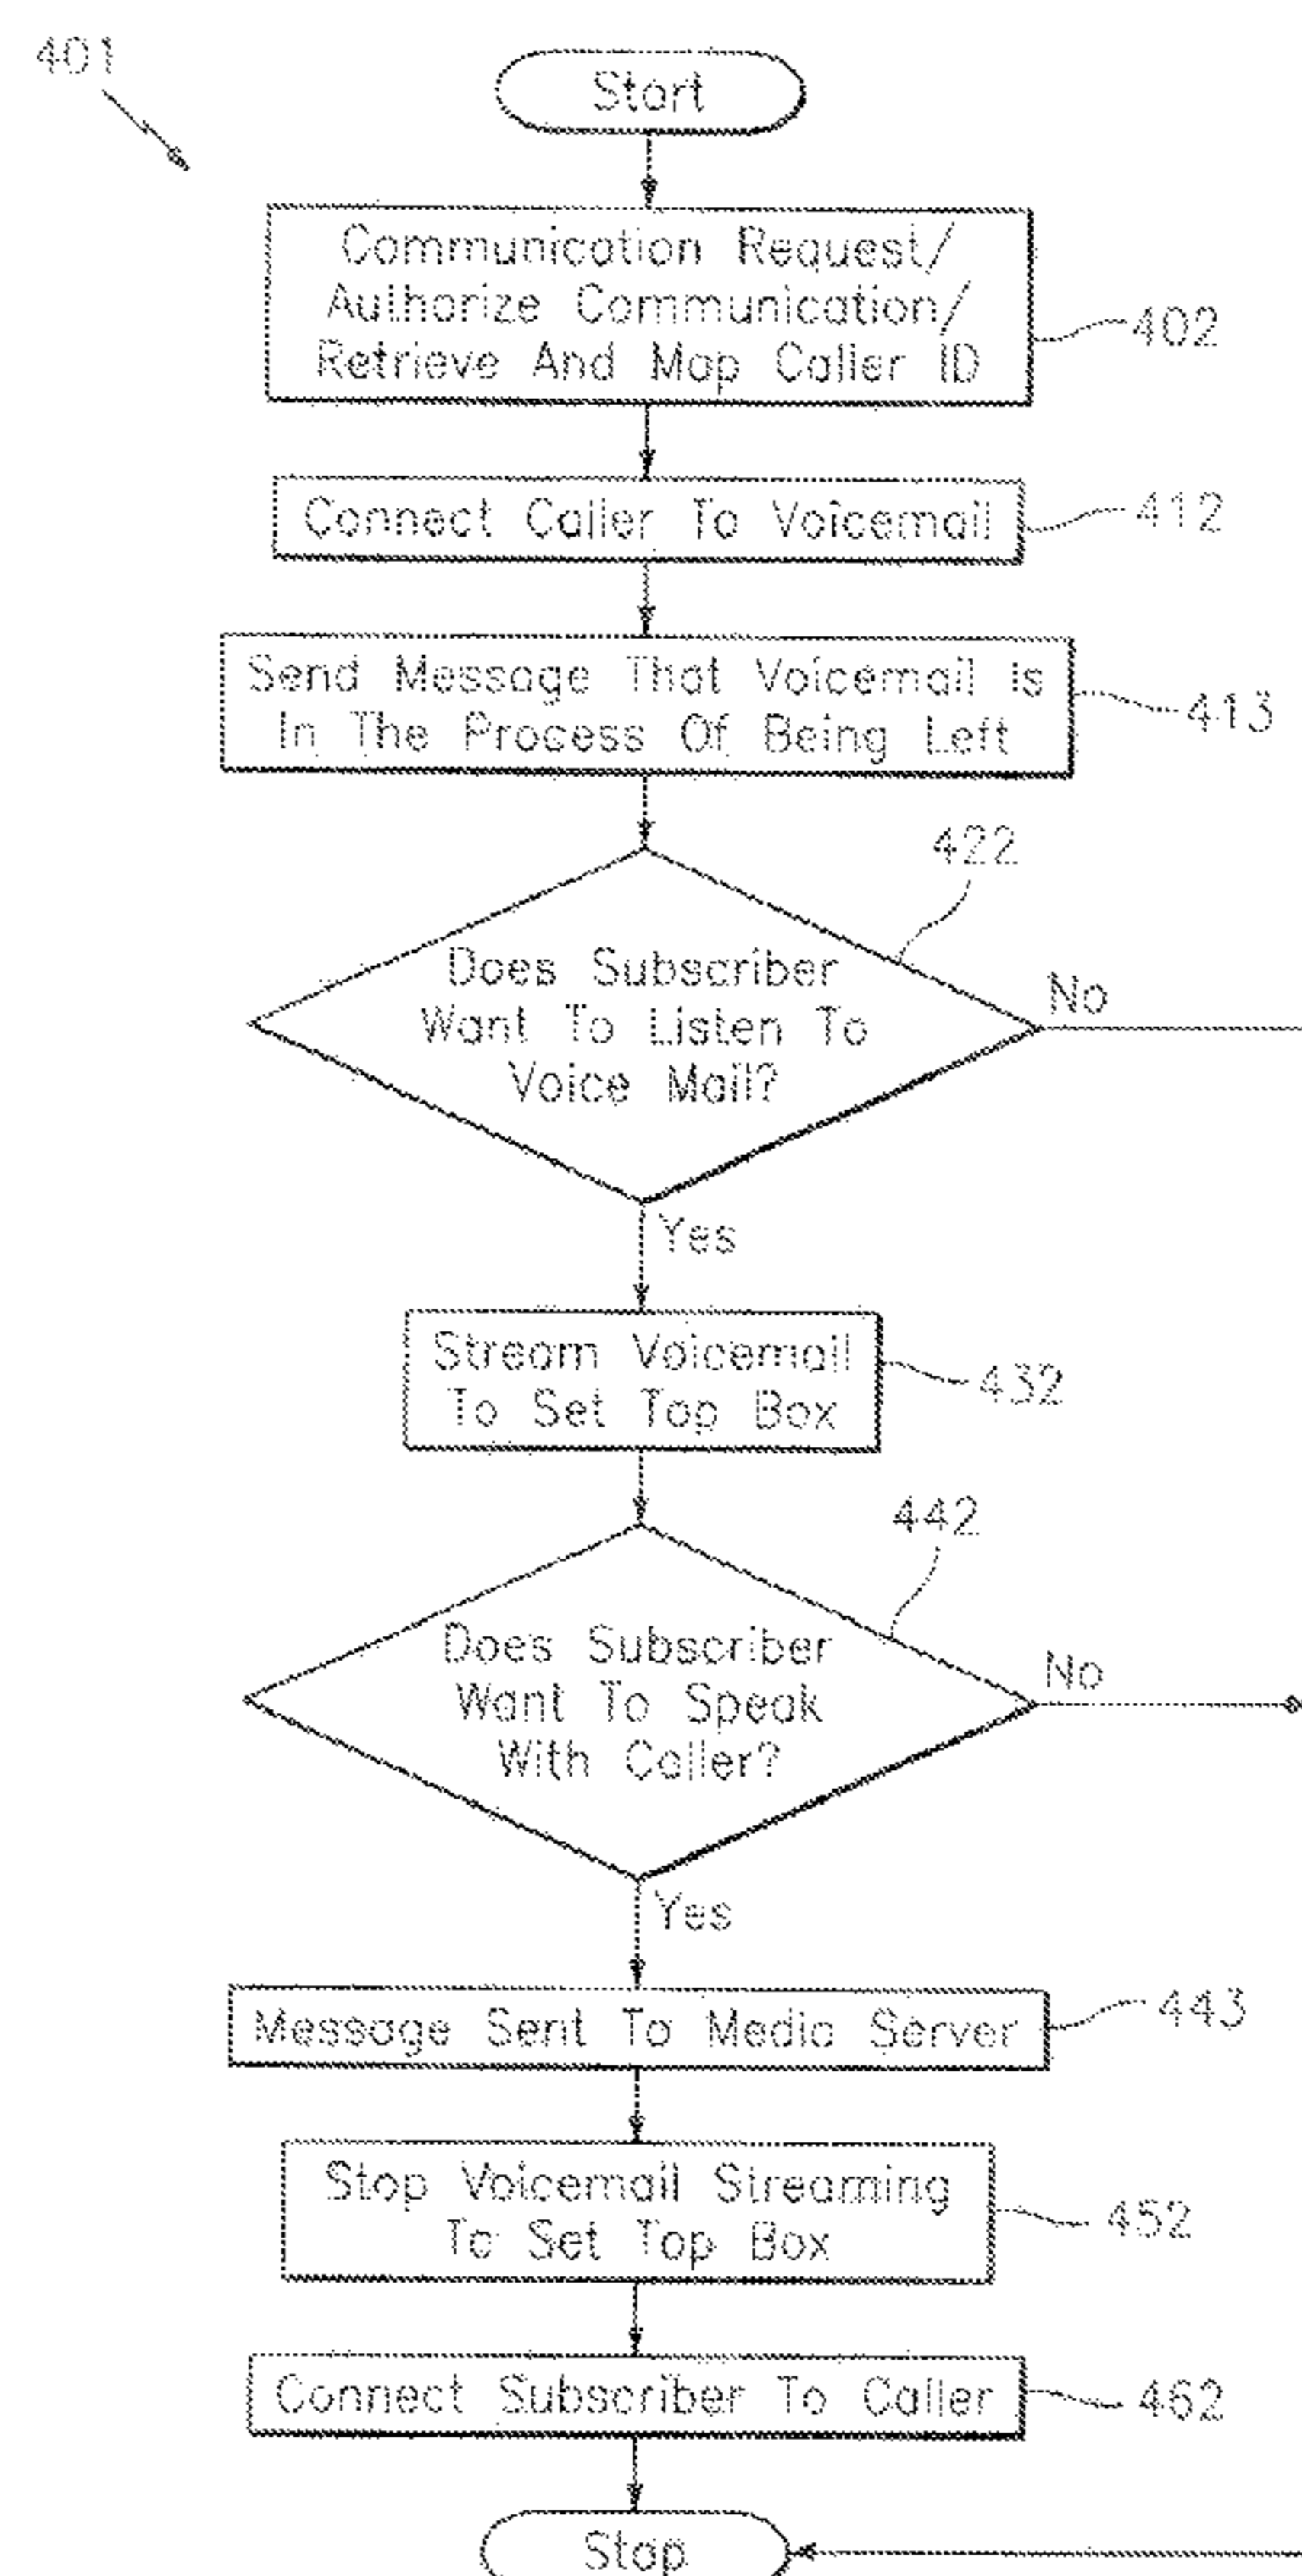 401
Start
Communication Request/
Authorize Communication/
Retrieve And Map Caller ID
402
Connect Caller To Voicemail
412
Send Message That Voicemail is
In The Process Of Being Left
413
422
Does Subscriber
Want To Listen To
Voice Mail?
No
Yes
Stream Voicemail
To Set Top Box
432
442
Does Subscriber
Want To Speak
With Caller?
No
Yes
Message Sent To Media Server
443
Stop Voicemail Streaming
To Set Top Box
452
Connect Subscriber To Caller
462
Stop